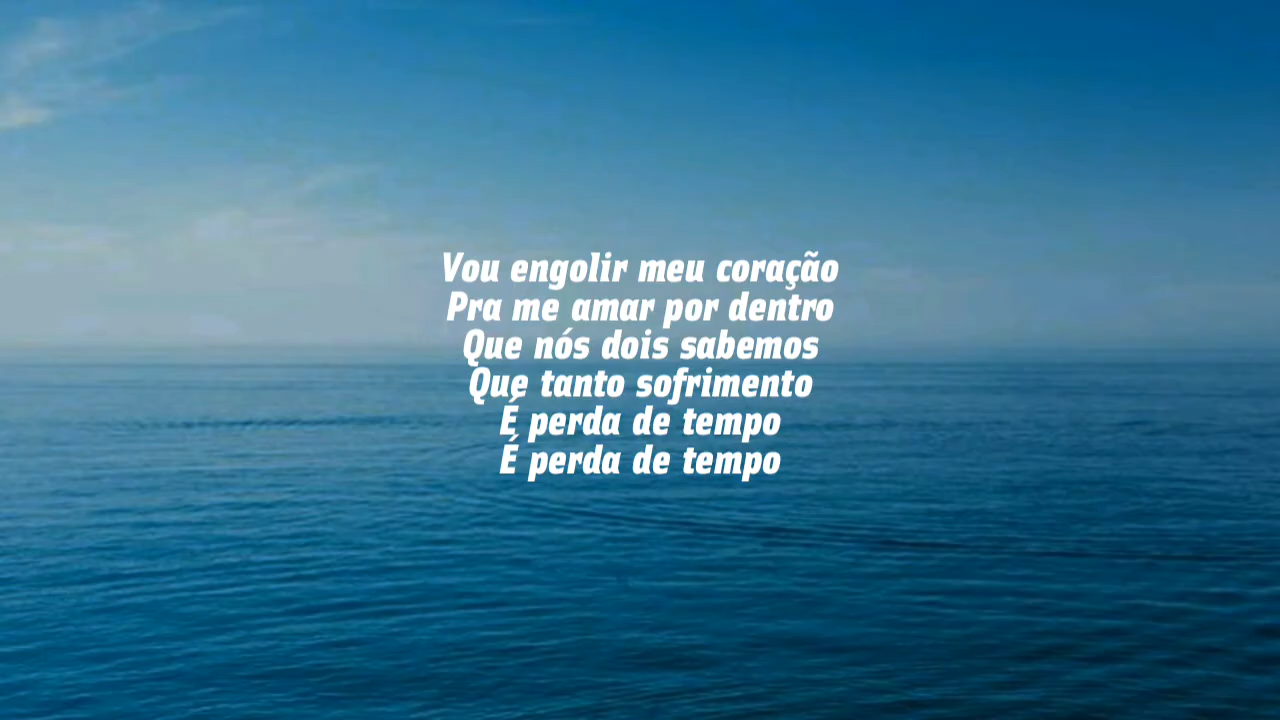 Vou engolir meu coração
Pra me amar por dentro
Que nós dois sabemos
Que tanto sofrimento
É perda de tempo
É perda de tempo